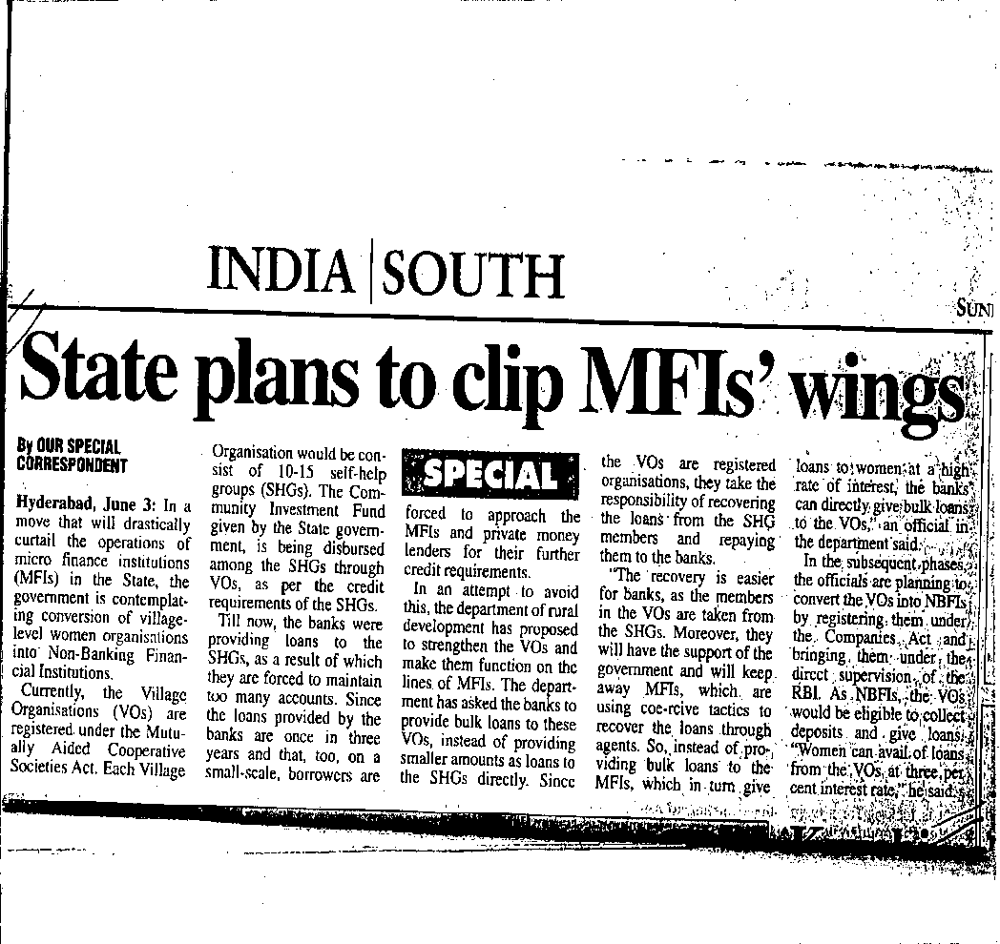 INDIA | SOUTH
SUN
State plans to clip MFIs' wings
By OUR SPECIAL
CORRESPONDENT
Hyderabad, June 3: In a
move that will drastically
curtail the operations of
micro finance institutions
(MFIs) in the State, the
government is contemplat-
ing conversion of village-
level women organisations
into Non-Banking Finan-
cial Institutions.
Currently, the Village
Organisations (VOs) are
registered under the Mutu-
ally Aided Cooperative
Societies Act. Each Village
Organisation would be con-
sist of 10-15 self-help
groups (SHGs). The Com-
munity Investment Fund
given by the State govern-
ment, is being disbursed
among the SHGs through
VOs, as per the credit
requirements of the SHGs.
Till now, the banks were
providing loans to the
SHGs, as a result of which
they are forced to maintain
too many accounts. Since
the loans provided by the
banks are once in three
years and that, too, on a
small-scale, borrowers are
SPECIAL
forced to approach the
MFIs and private money
lenders for their further
credit requirements.
In an attempt to avoid
this, the department of rural
development has proposed
to strengthen the VOs and
make them function on the
lines of MFIs. The depart-
ment has asked the banks to
provide bulk loans to these
VOs, instead of providing
smaller amounts as loans to
the SHGs directly. Since
the VOs are registered
organisations, they take the
responsibility of recovering
the loans from the SHG
members and repaying
them to the banks.
"The recovery is easier
for banks, as the members
in the VOs are taken from
the SHGs. Moreover, they
will have the support of the
government and will keep
away MFIs, which are
using coe-rcive tactics to
recover the loans through
agents. So, instead of pro-
viding bulk loans to the
MFIs, which in turn give
loans to women at a high
rate of interest, the banks
can directly give bulk loans
to the VOs," an official in
the department said.
In the subsequent phases,
the officials are planning to
convert the VOs into NBFIs
by registering them under
the Companies Act and
bringing them under the
direct supervision of the
RBI. As NBFIs, the VOs
would be eligible to collect
deposits and give loans.
"Women can avail of loans
from the VOs at three per
cent interest rate," he said.